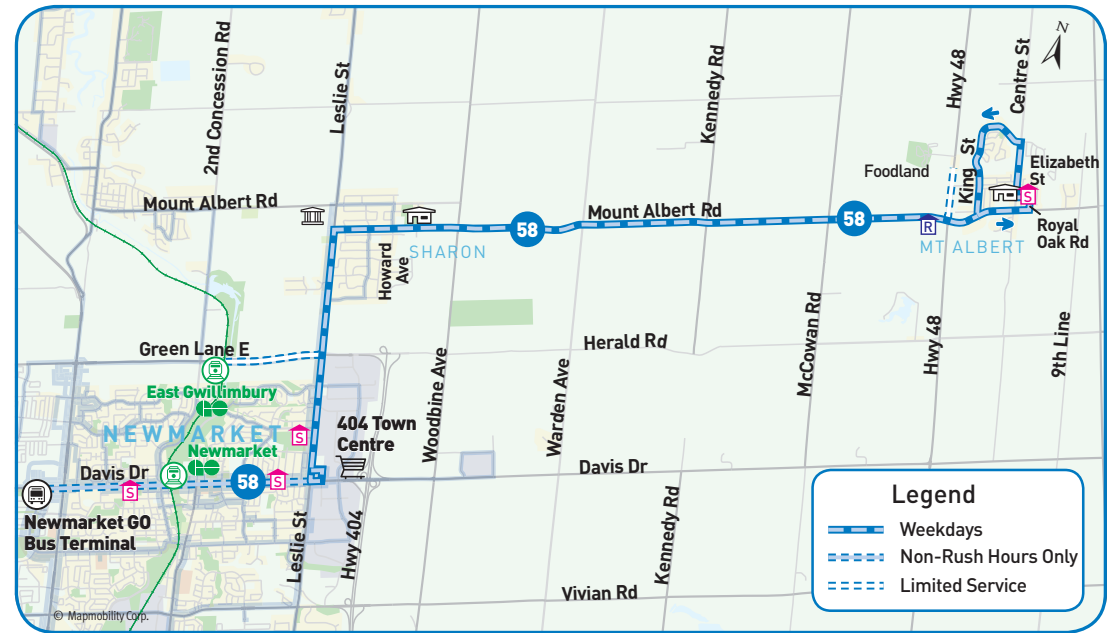 N
2nd Concession Rd
Leslie St
Kennedy Rd
Hwy 48
Centre St
Foodland
King St
Elizabeth
St
S
Mount Albert Rd
58
Mount Albert Rd
58
R
Royal
Oak Rd
SHARON
MT ALBERT
Howard
Ave
Green Lane E
Herald Rd
McCowan Rd
Hwy 48
9th Line
East Gwillimbury
Woodbine Ave
Warden Ave
NEWMARKET
S
404 Town
Centre
Newmarket
Davis Dr
S
58
S
Davis Dr
Newmarket GO
Bus Terminal
Leslie St
Hwy 404
Kennedy Rd
Vivian Rd
Legend
Weekdays
Non-Rush Hours Only
Limited Service
© Mapmobility Corp.